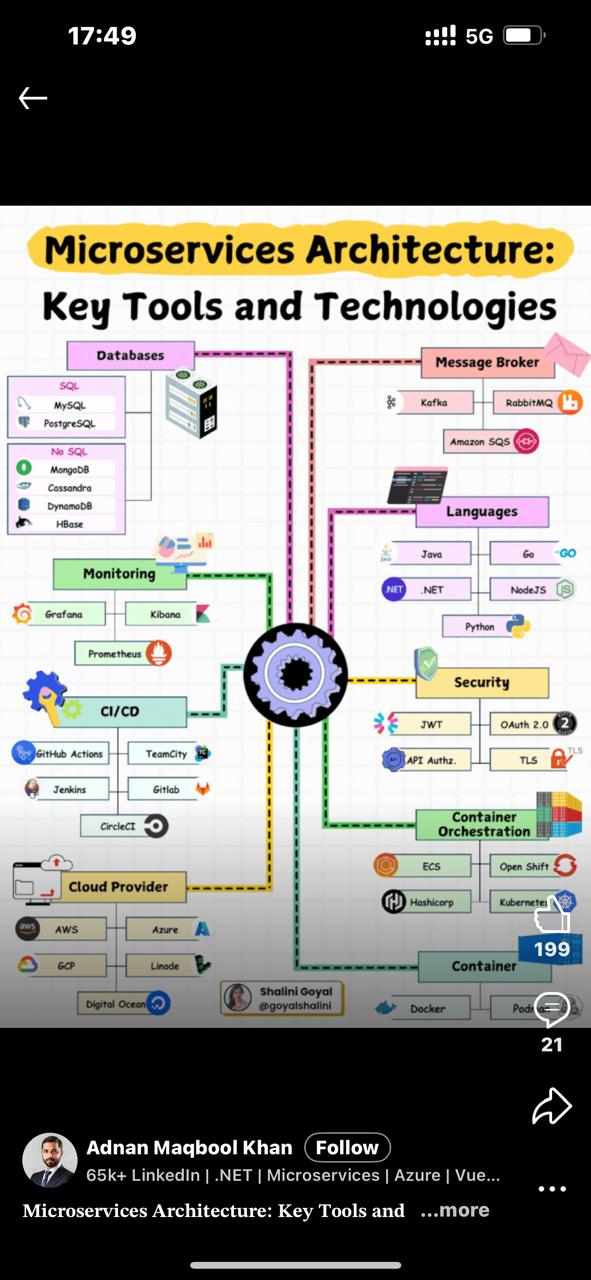 17:49
5G
Microservices Architecture:
Key Tools and Technologies
Databases
SQL
MySQL
PostgreSQL
No SQL
MongoDB
Cassandra
DynamoDB
HBase
Monitoring
Grafana
Kibana
Prometheus
CI/CD
GitHub Actions
TeamCity
TC
Jenkins
Gitlab
CircleCI
Cloud Provider
aws
AWS
Azure
GCP
Linode
Digital Ocean
Message Broker
Kafka
RabbitMQ
Amazon SQS
Languages
Java
Java
Go
GO
.NET
.NET
NodeJS
Python
Security
JWT
OAuth 2.0
2
API Authz.
TLS
TLS
Container
Orchestration
ECS
Open Shift
Hashicorp
Kubernetes
Container
Docker
Podman
Shalini Goyal
@goyalshalini
199
21
Adnan Maqbool Khan
Follow
65k+ LinkedIn | .NET | Microservices | Azure | Vue...
Microservices Architecture: Key Tools and ...more